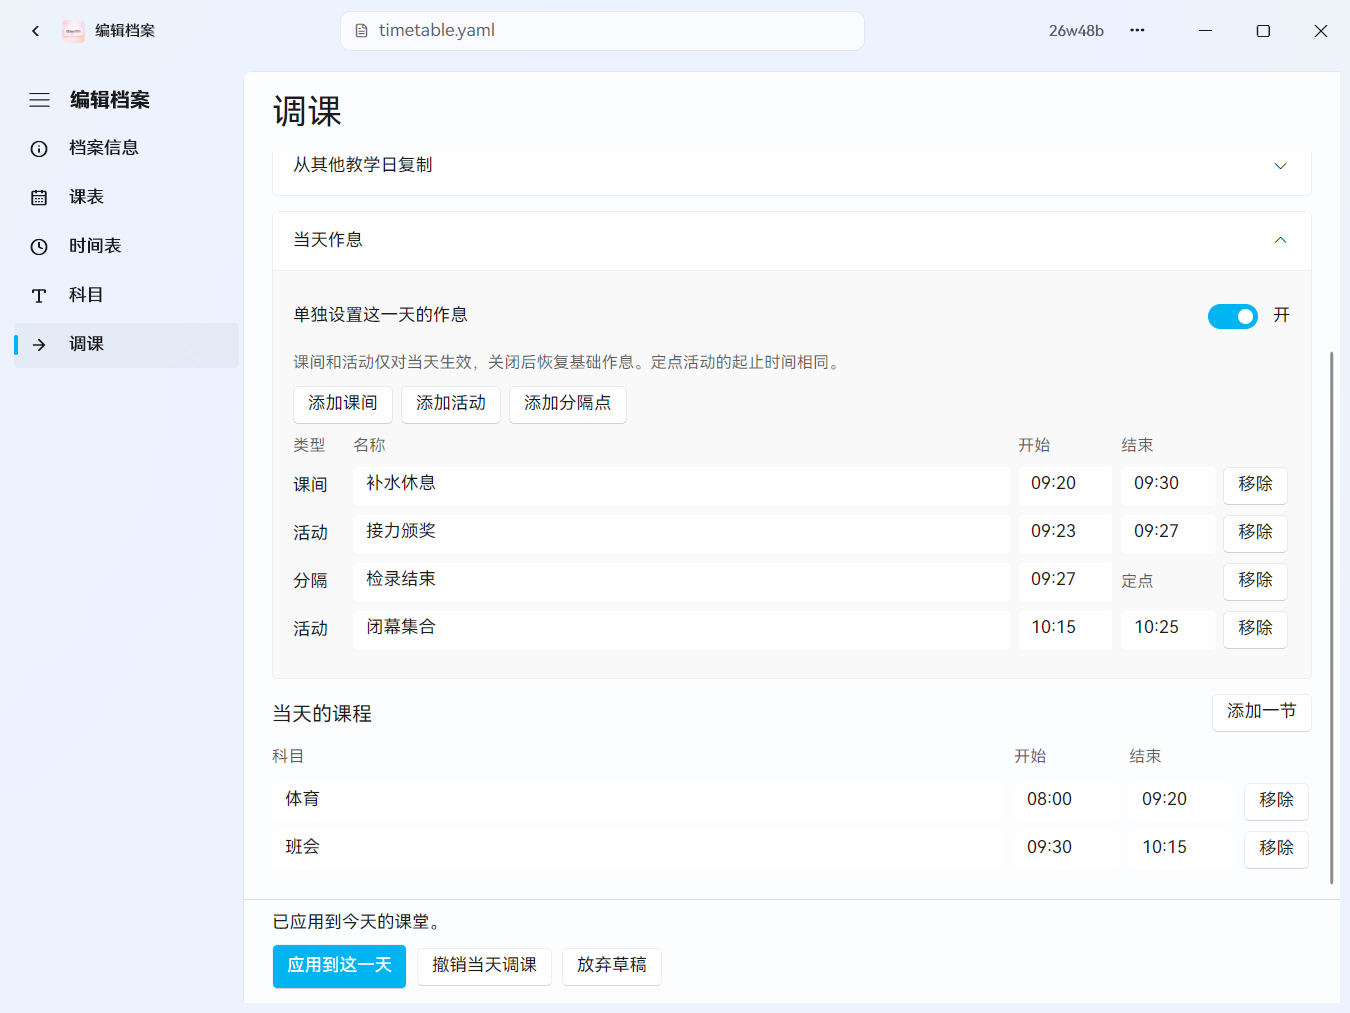 编辑档案
timetable.yaml
26w48b
编辑档案
档案信息
课表
时间表
科目
调课
调课
从其他教学日复制
当天作息
单独设置这一天的作息 开
课间和活动仅对当天生效，关闭后恢复基础作息。定点活动的起止时间相同。
添加课间 添加活动 添加分隔点
类型 名称 开始 结束
课间 补水休息 09:20 09:30 移除
活动 接力颁奖 09:23 09:27 移除
分隔 检录结束 09:27 定点 移除
活动 闭幕集合 10:15 10:25 移除
当天的课程 添加一节
科目 开始 结束
体育 08:00 09:20 移除
班会 09:30 10:15 移除
已应用到今天的课堂。
应用到这一天 撤销当天调课 放弃草稿